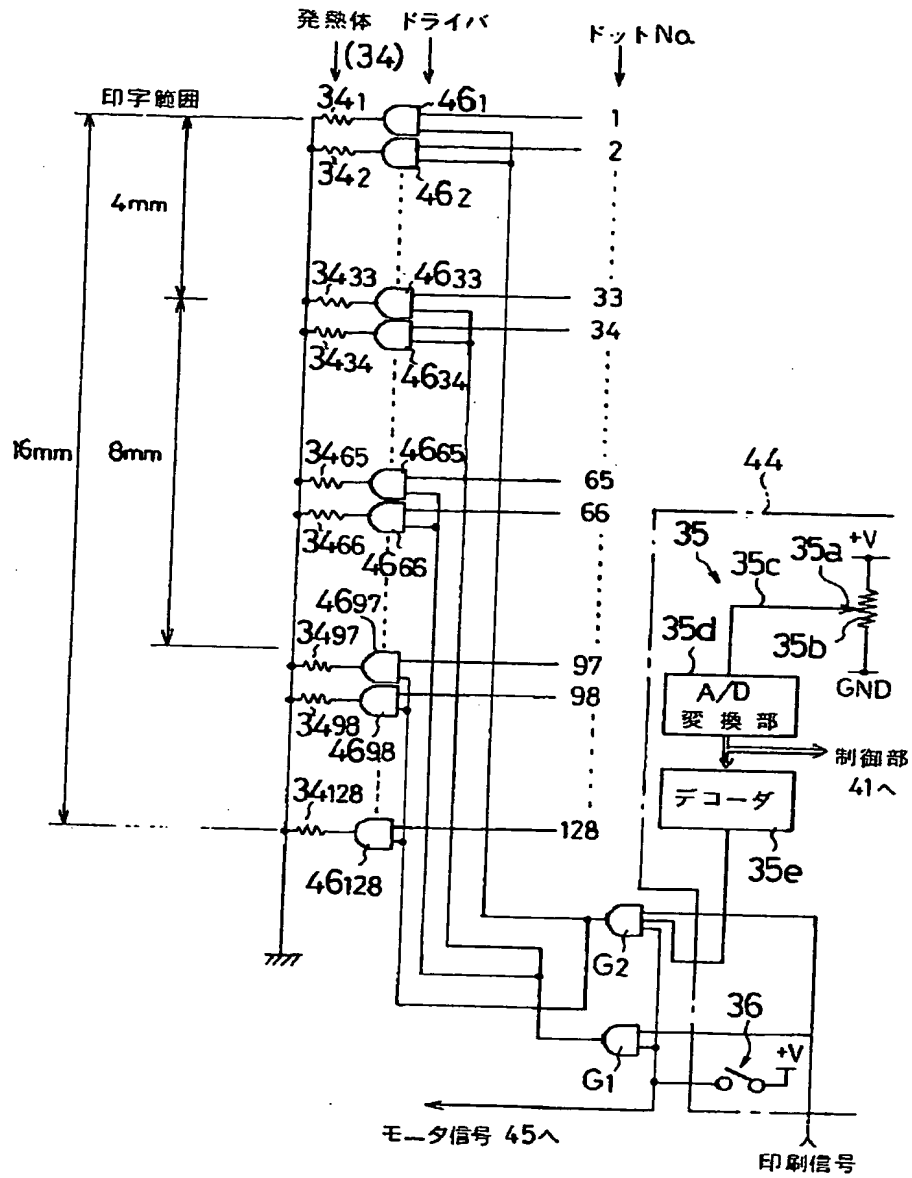 発熱体 ドライバ
(34)
ドットNo.
印字範囲
34₁ 46₁ 1
34₂ 46₂ 2
4mm
34₃₃ 46₃₃ 33
34₃₄ 46₃₄ 34
16mm 8mm
34₆₅ 46₆₅ 65
34₆₆ 46₆₆ 66
44
35 35c 35a +V
35d 35b
34₉₇ 46₉₇ 97
34₉₈ 46₉₈ 98
A/D
変換部
GND
制御部
41へ
デコーダ
35e
34₁₂₈ 46₁₂₈ 128
G2
36
+V
G1
モータ信号 45へ
印刷信号